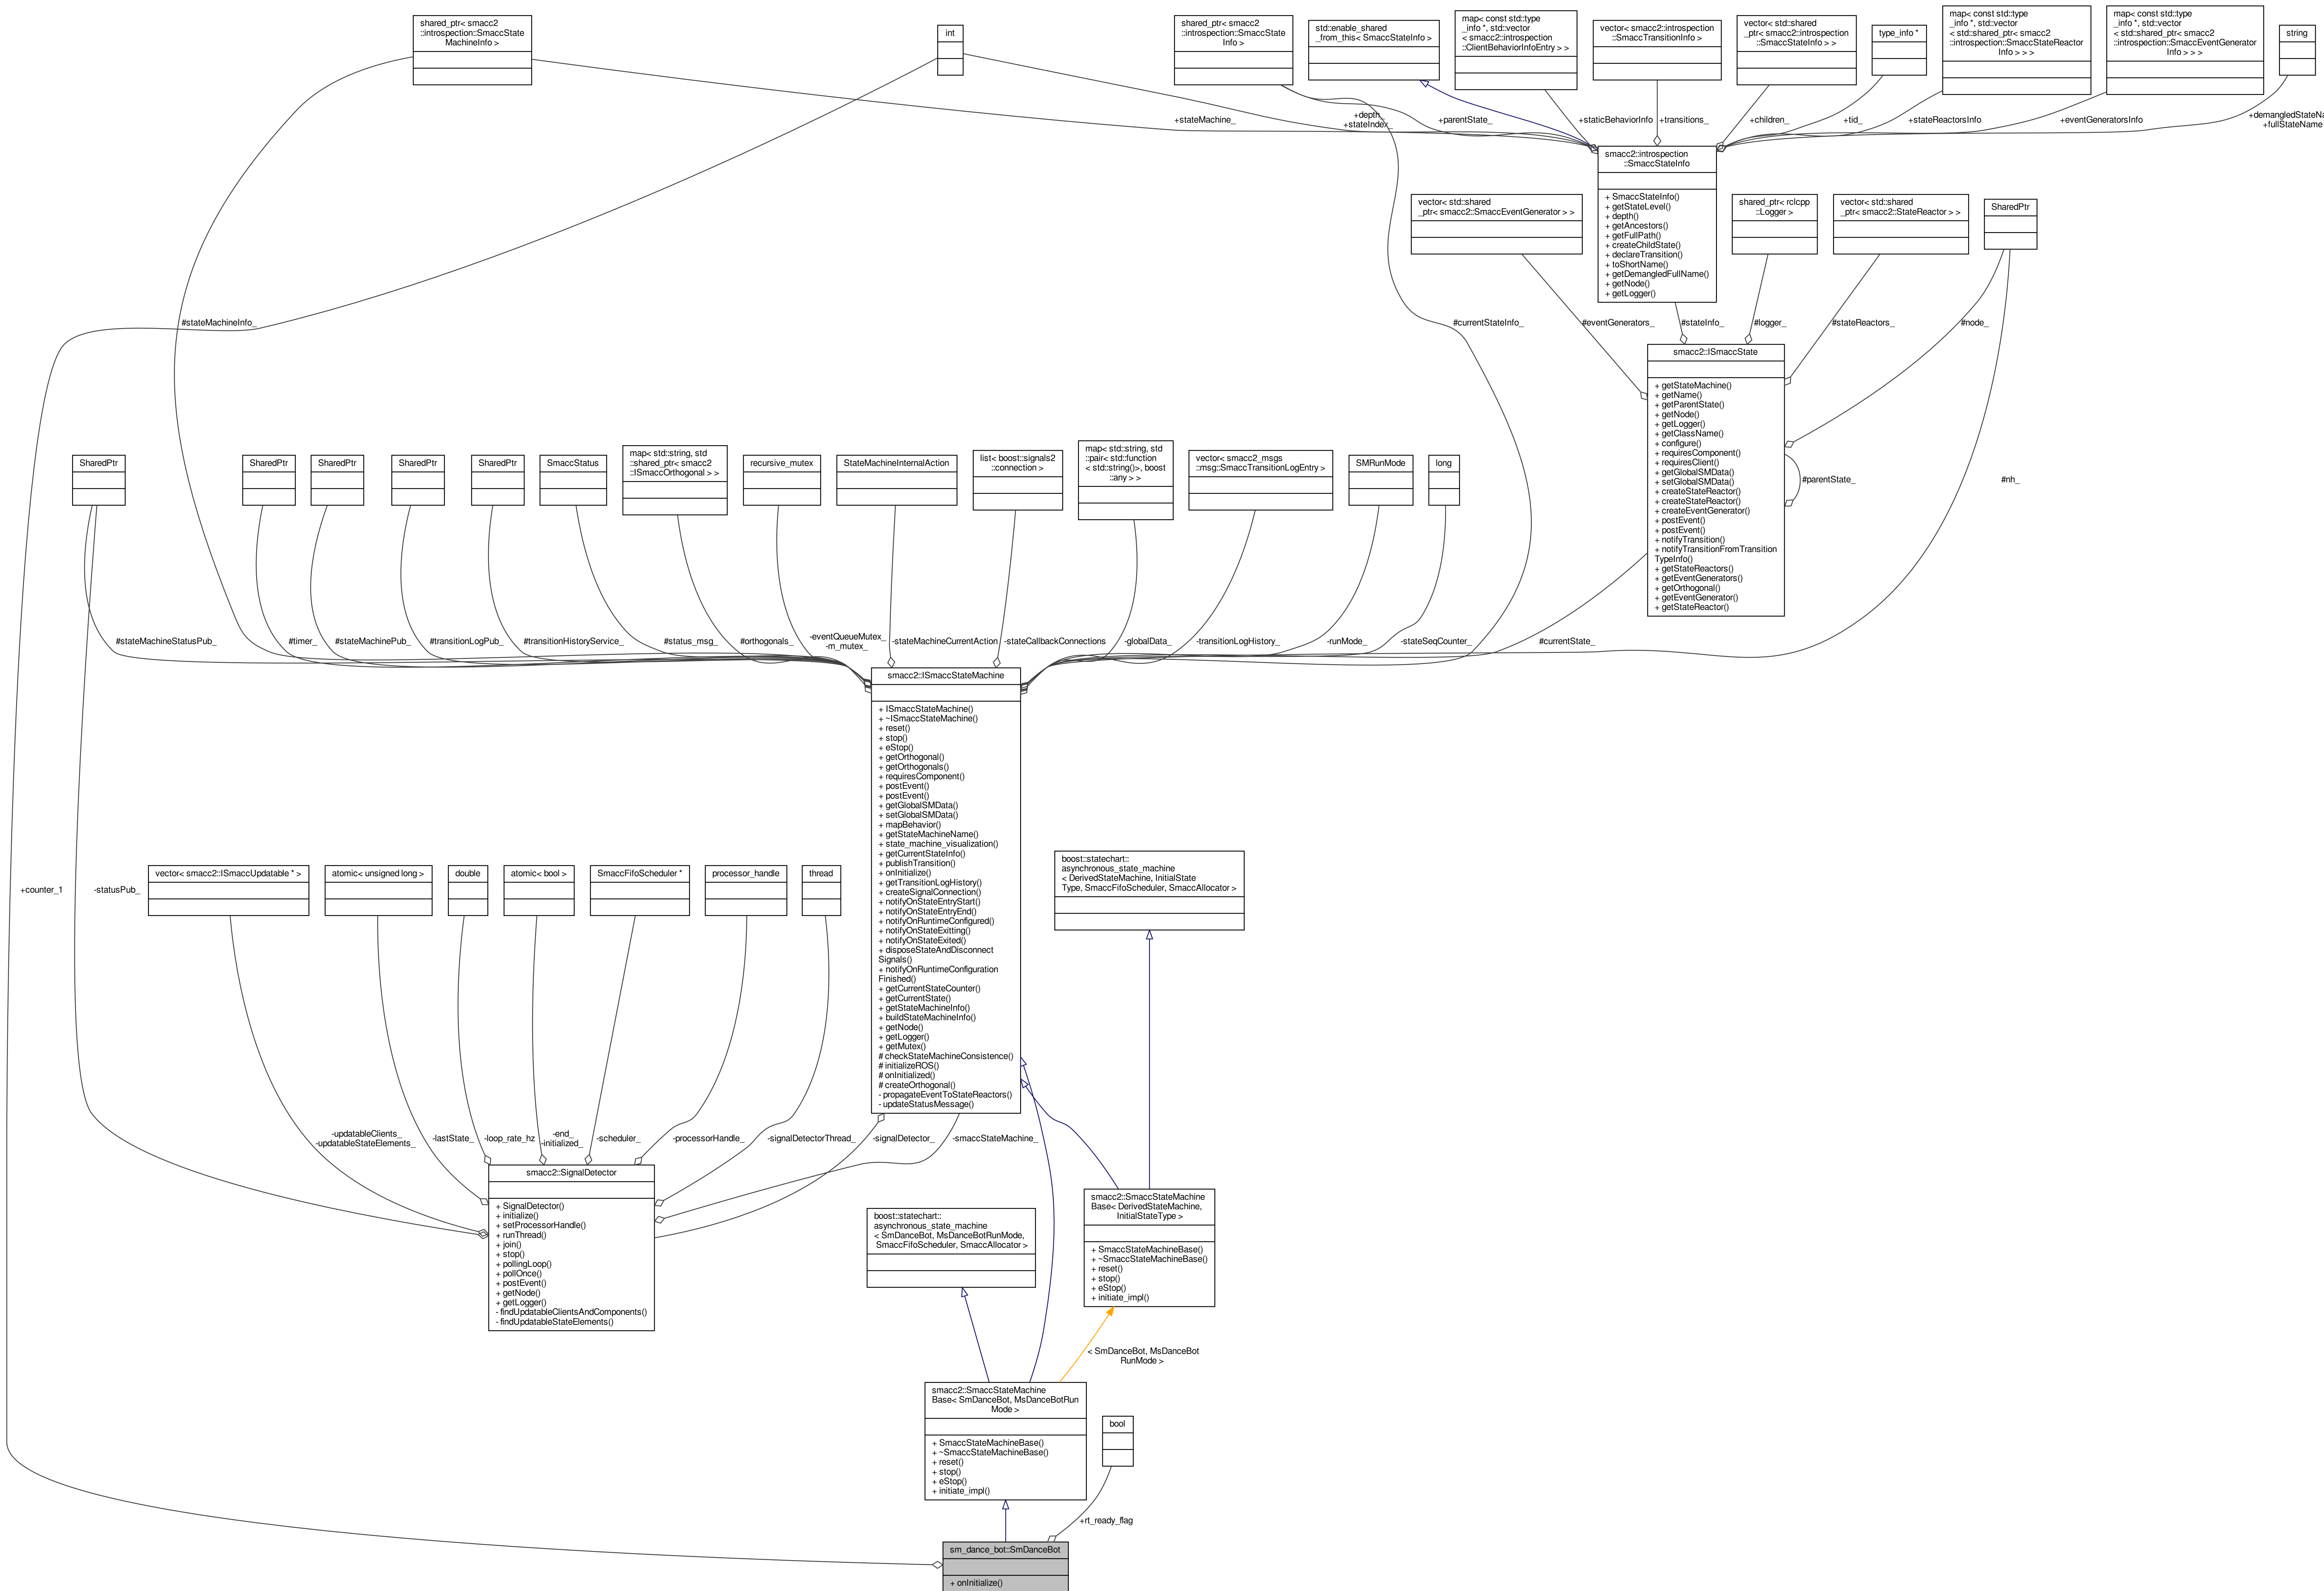 shared_ptr< smacc2
::introspection::SmaccState
MachineInfo >
int
shared_ptr< smacc2
::introspection::SmaccState
Info >
std::enable_shared
_from_this< SmaccStateInfo >
map< const std::type
_info *, std::vector
< smacc2::introspection
::ClientBehaviorInfoEntry > >
vector< smacc2::introspection
::SmaccTransitionInfo >
vector< std::shared
_ptr< smacc2::introspection
::SmaccStateInfo > >
type_info *
map< const std::type
_info *, std::vector
< std::shared_ptr< smacc2
::introspection::SmaccStateReactor
Info > > >
map< const std::type
_info *, std::vector
< std::shared_ptr< smacc2
::introspection::SmaccEventGenerator
Info > > >
string
+stateMachine_
+depth_
+stateIndex_
+parentState_
+staticBehaviorInfo
+transitions_
+children_
+tid_
+stateReactorsInfo
+eventGeneratorsInfo
+demangledStateNa
+fullStateName
smacc2::introspection
::SmaccStateInfo
+ SmaccStateInfo()
+ getStateLevel()
+ depth()
+ getAncestors()
+ getFullPath()
+ createChildState()
+ declareTransition()
+ toShortName()
+ getDemangledFullName()
+ getNode()
+ getLogger()
vector< std::shared
_ptr< smacc2::SmaccEventGenerator > >
shared_ptr< rclcpp
::Logger >
vector< std::shared
_ptr< smacc2::StateReactor > >
SharedPtr
#stateMachineInfo_
#currentStateInfo_
#eventGenerators_
#stateInfo_
#logger_
#stateReactors_
#node_
smacc2::ISmaccState
+ getStateMachine()
+ getName()
+ getParentState()
+ getNode()
+ getLogger()
+ getClassName()
+ configure()
+ requiresComponent()
+ requiresClient()
+ getGlobalSMData()
+ setGlobalSMData()
+ createStateReactor()
+ createStateReactor()
+ createEventGenerator()
+ postEvent()
+ postEvent()
+ notifyTransition()
+ notifyTransitionFromTransition
TypeInfo()
+ getStateReactors()
+ getEventGenerators()
+ getOrthogonal()
+ getEventGenerator()
+ getStateReactor()
#parentState_
#nh_
SharedPtr
SharedPtr
SharedPtr
SharedPtr
SharedPtr
SmaccStatus
map< std::string, std
::shared_ptr< smacc2
::ISmaccOrthogonal > >
recursive_mutex
StateMachineInternalAction
list< boost::signals2
::connection >
map< std::string, std
::pair< std::function
< std::string()>, boost
::any > >
vector< smacc2_msgs
::msg::SmaccTransitionLogEntry >
SMRunMode
long
#stateMachineStatusPub_
#timer_
#stateMachinePub_
#transitionLogPub_
#transitionHistoryService_
#status_msg_
#orthogonals_
-eventQueueMutex_
-m_mutex_
-stateMachineCurrentAction
-stateCallbackConnections
-globalData_
-transitionLogHistory_
-runMode_
-stateSeqCounter_
#currentState_
smacc2::ISmaccStateMachine
+ ISmaccStateMachine()
+ ~ISmaccStateMachine()
+ reset()
+ stop()
+ eStop()
+ getOrthogonal()
+ getOrthogonals()
+ requiresComponent()
+ postEvent()
+ postEvent()
+ getGlobalSMData()
+ setGlobalSMData()
+ mapBehavior()
+ getStateMachineName()
+ state_machine_visualization()
+ getCurrentStateInfo()
+ publishTransition()
+ onInitialize()
+ getTransitionLogHistory()
+ createSignalConnection()
+ notifyOnStateEntryStart()
+ notifyOnStateEntryEnd()
+ notifyOnRuntimeConfigured()
+ notifyOnStateExitting()
+ notifyOnStateExited()
+ disposeStateAndDisconnect
Signals()
+ notifyOnRuntimeConfiguration
Finished()
+ getCurrentStateCounter()
+ getCurrentState()
+ getStateMachineInfo()
+ buildStateMachineInfo()
+ getNode()
+ getLogger()
+ getMutex()
# checkStateMachineConsistence()
# initializeROS()
# onInitialized()
# createOrthogonal()
- propagateEventToStateReactors()
- updateStatusMessage()
+counter_1
-statusPub_
vector< smacc2::ISmaccUpdatable * >
atomic< unsigned long >
double
atomic< bool >
SmaccFifoScheduler *
processor_handle
thread
boost::statechart::
asynchronous_state_machine
< DerivedStateMachine, InitialState
Type, SmaccFifoScheduler, SmaccAllocator >
-updatableClients_
-updatableStateElements_
-lastState_
-loop_rate_hz
-end_
-initialized_
-scheduler_
-processorHandle_
-signalDetectorThread_
-signalDetector_
-smaccStateMachine_
smacc2::SignalDetector
+ SignalDetector()
+ initialize()
+ setProcessorHandle()
+ runThread()
+ join()
+ stop()
+ pollingLoop()
+ pollOnce()
+ postEvent()
+ getNode()
+ getLogger()
- findUpdatableClientsAndComponents()
- findUpdatableStateElements()
boost::statechart::
asynchronous_state_machine
< SmDanceBot, MsDanceBotRunMode,
SmaccFifoScheduler, SmaccAllocator >
smacc2::SmaccStateMachine
Base< DerivedStateMachine,
InitialStateType >
+ SmaccStateMachineBase()
+ ~SmaccStateMachineBase()
+ reset()
+ stop()
+ eStop()
+ initiate_impl()
< SmDanceBot, MsDanceBot
RunMode >
smacc2::SmaccStateMachine
Base< SmDanceBot, MsDanceBotRun
Mode >
+ SmaccStateMachineBase()
+ ~SmaccStateMachineBase()
+ reset()
+ stop()
+ eStop()
+ initiate_impl()
bool
+rt_ready_flag
sm_dance_bot::SmDanceBot
+ onInitialize()